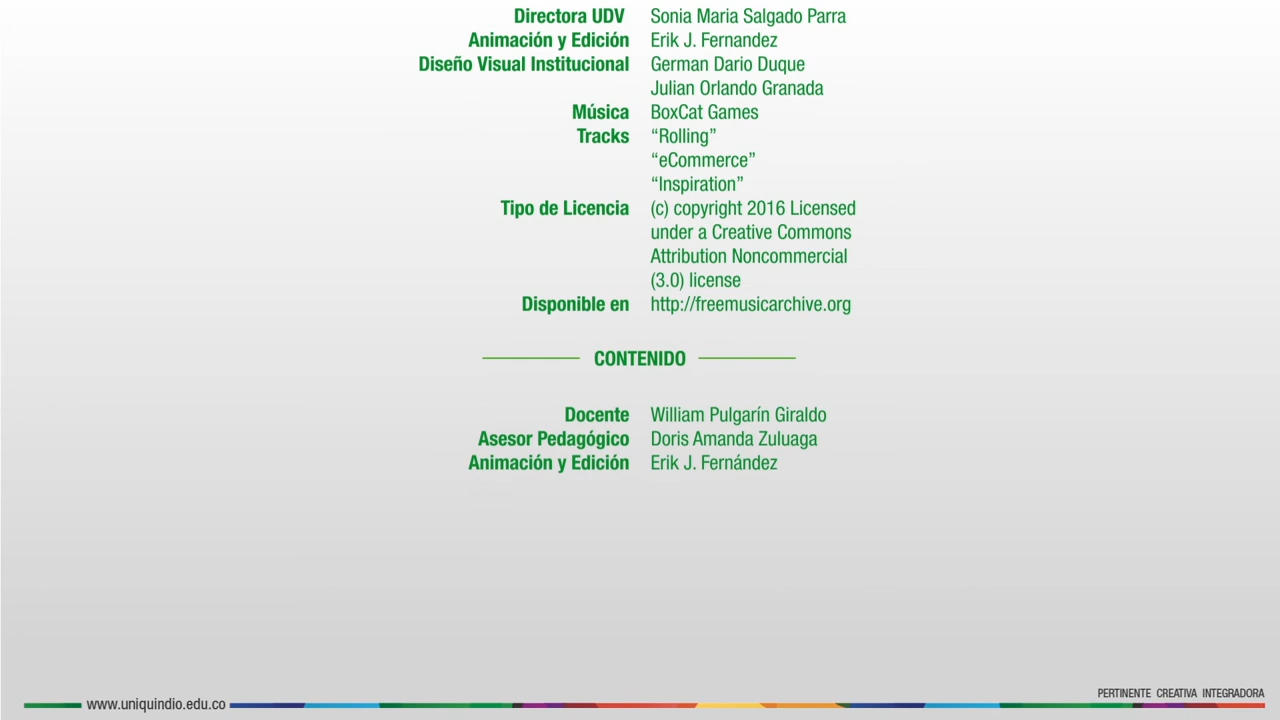 Directora UDV Sonia Maria Salgado Parra
Animación y Edición Erik J. Fernandez
Diseño Visual Institucional German Dario Duque
Julian Orlando Granada
Música BoxCat Games
Tracks “Rolling”
“eCommerce”
“Inspiration”
Tipo de Licencia (c) copyright 2016 Licensed
under a Creative Commons
Attribution Noncommercial
(3.0) license
Disponible en http://freemusicarchive.org
CONTENIDO
Docente William Pulgarín Giraldo
Asesor Pedagógico Doris Amanda Zuluaga
Animación y Edición Erik J. Fernández
PERTINENTE CREATIVA INTEGRADORA
www.uniquindio.edu.co